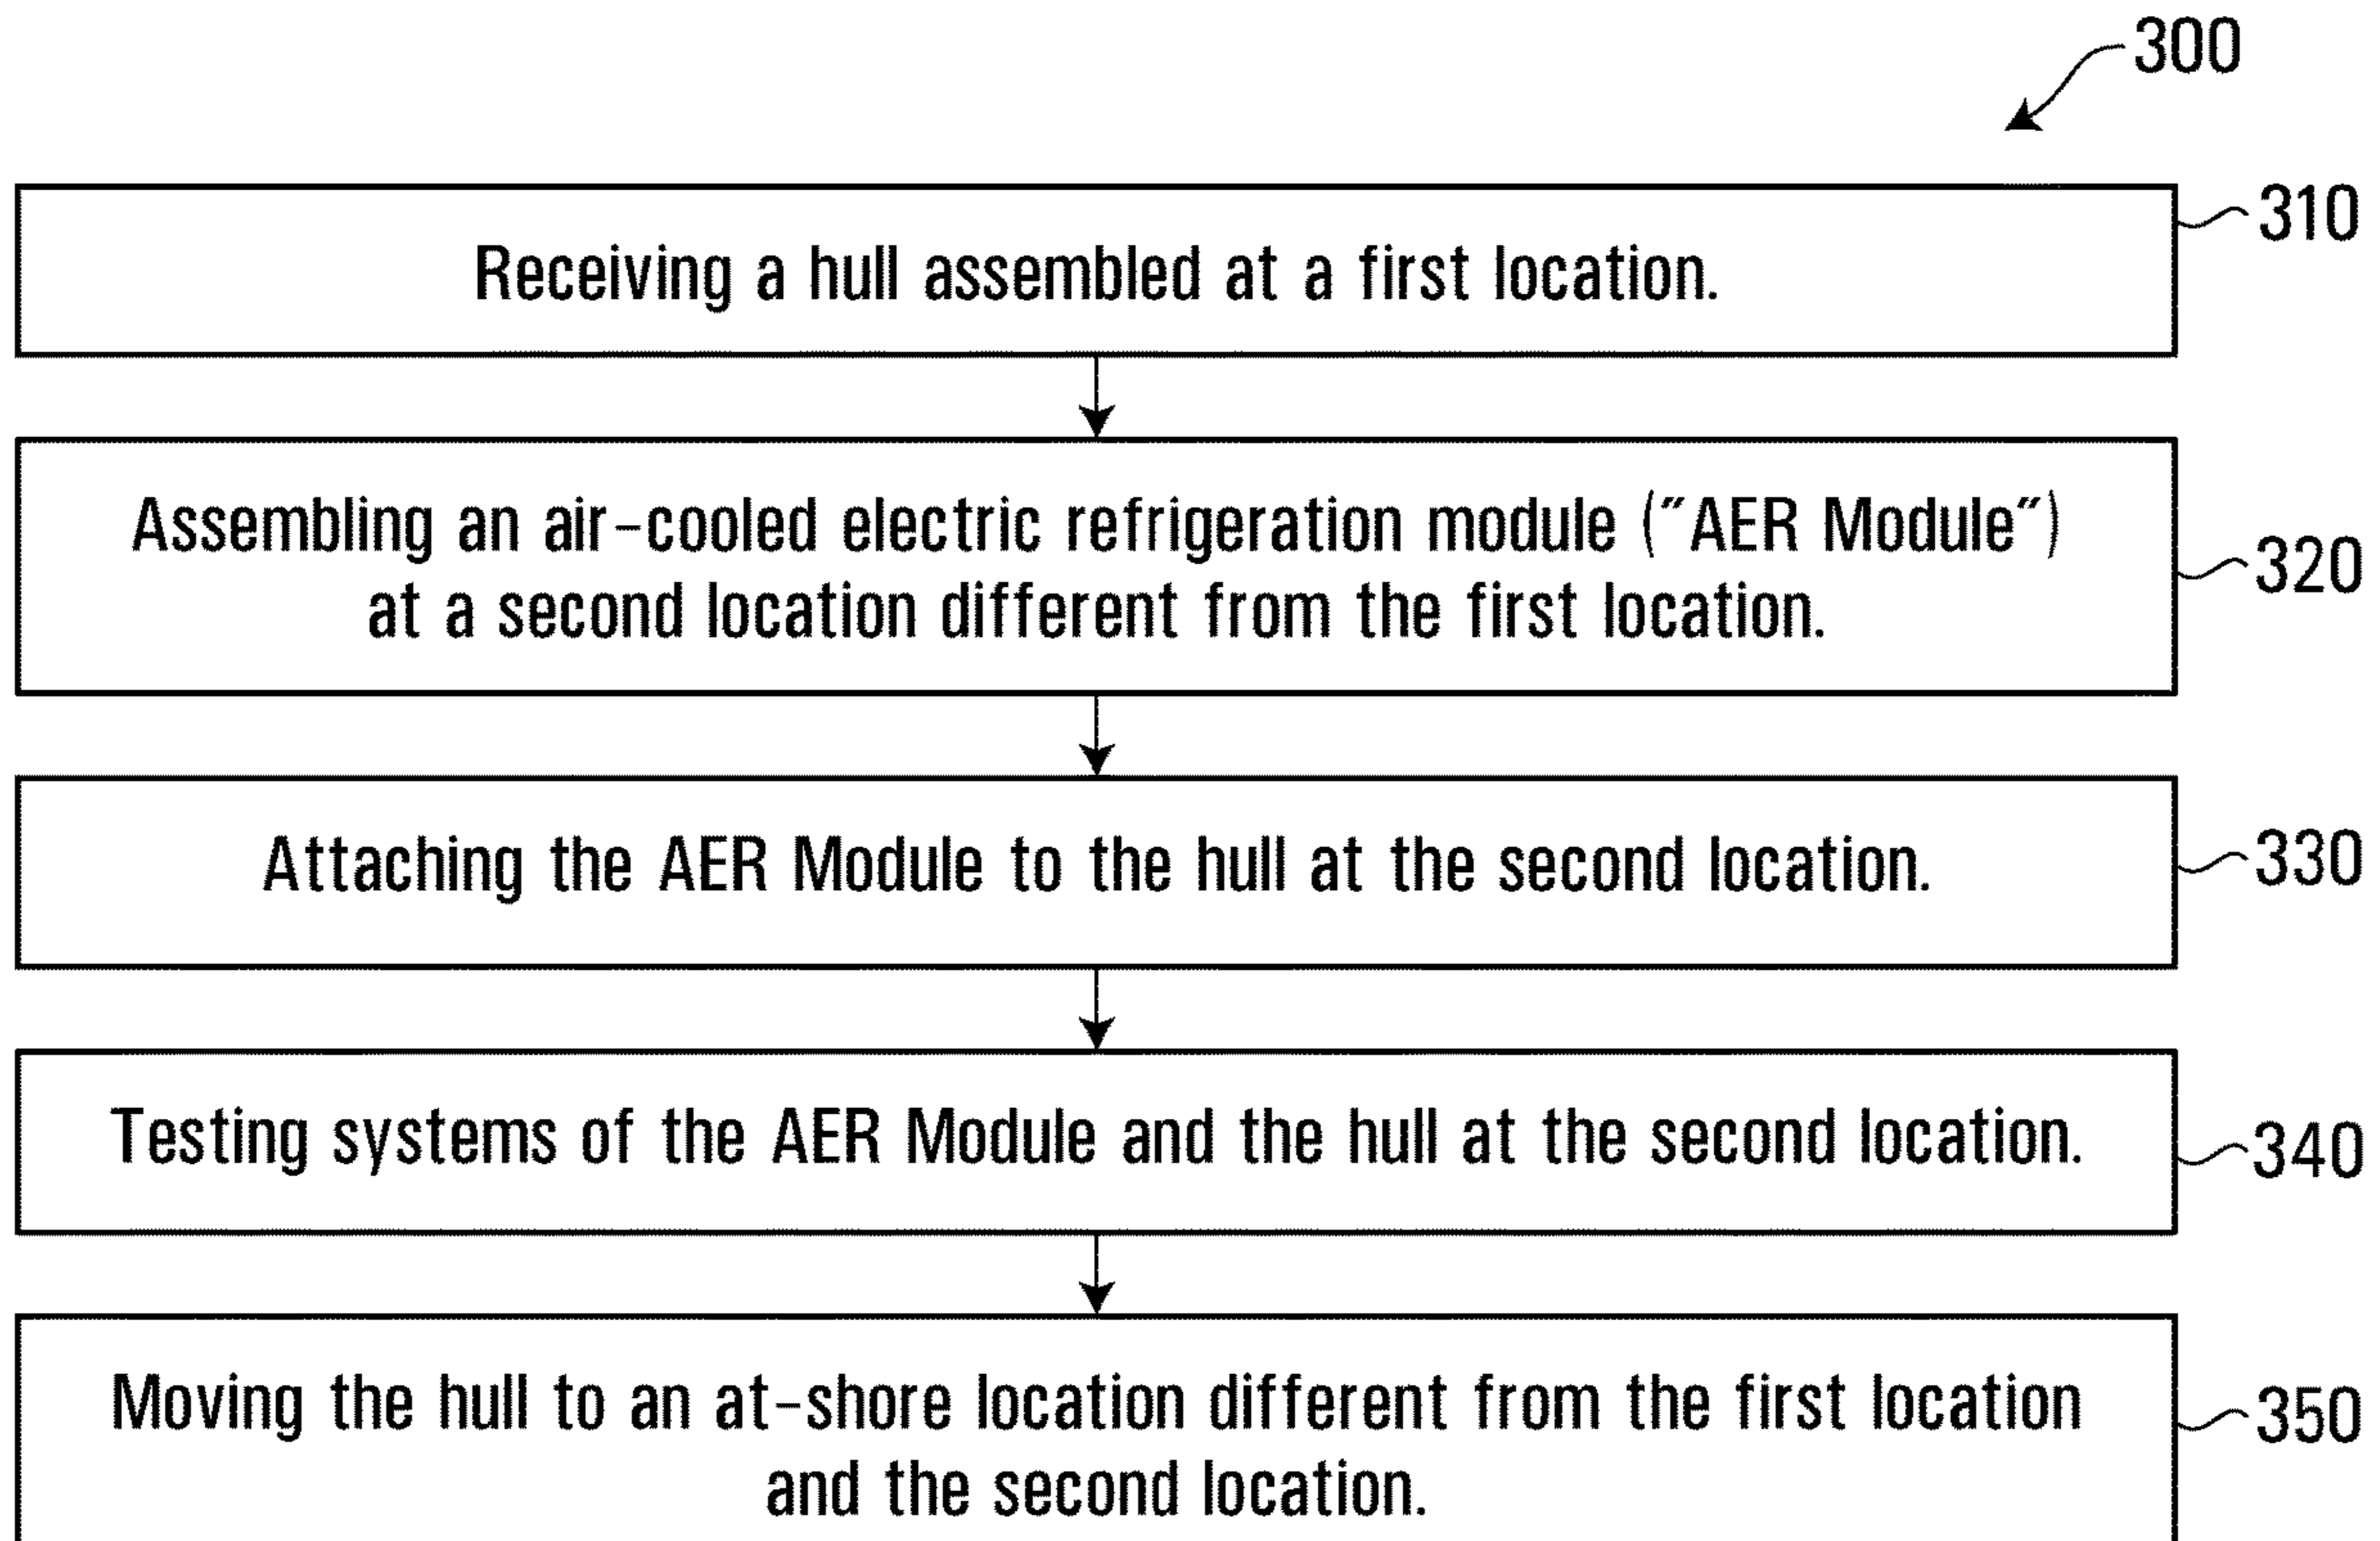 300
310
Receiving a hull assembled at a first location.
Assembling an air-cooled electric refrigeration module ("AER Module")
at a second location different from the first location.
320
Attaching the AER Module to the hull at the second location.
330
Testing systems of the AER Module and the hull at the second location.
340
Moving the hull to an at-shore location different from the first location
and the second location.
350